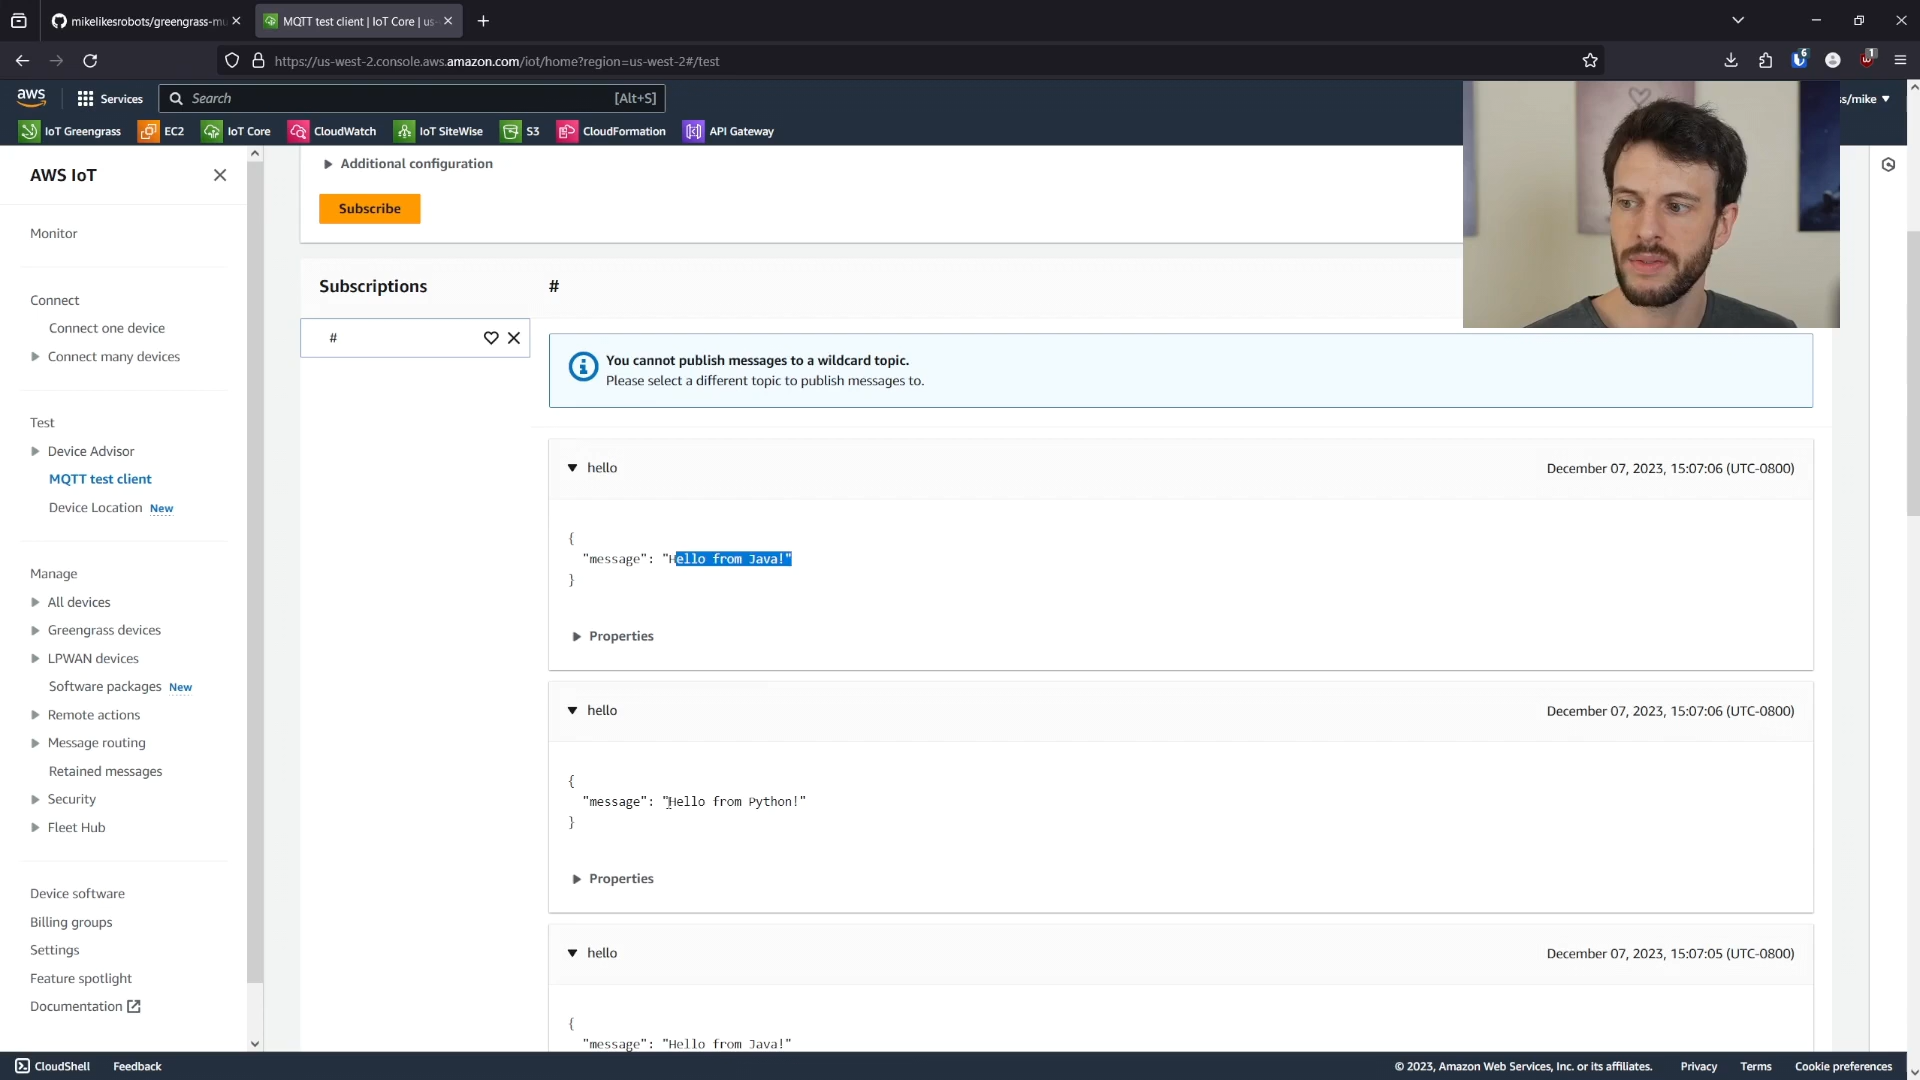 mikelikesrobots/greengrass-mu
MQTT test client | IoT Core | us-
https://us-west-2.console.aws.amazon.com/iot/home?region=us-west-2#/test
6
1
aws
Services
Search
[Alt+S]
ss/mike
IoT Greengrass
EC2
IoT Core
CloudWatch
IoT SiteWise
S3
CloudFormation
API Gateway
AWS IoT
Monitor
Connect
Connect one device
Connect many devices
Test
Device Advisor
MQTT test client
Device Location New
Manage
All devices
Greengrass devices
LPWAN devices
Software packages New
Remote actions
Message routing
Retained messages
Security
Fleet Hub
Device software
Billing groups
Settings
Feature spotlight
Documentation
Additional configuration
Subscribe
Subscriptions
#
#
You cannot publish messages to a wildcard topic.
Please select a different topic to publish messages to.
hello
December 07, 2023, 15:07:06 (UTC-0800)
{
"message": "Hello from Java!"
}
Properties
hello
December 07, 2023, 15:07:06 (UTC-0800)
{
"message": "Hello from Python!"
}
Properties
hello
December 07, 2023, 15:07:05 (UTC-0800)
{
"message": "Hello from Java!"
CloudShell
Feedback
© 2023, Amazon Web Services, Inc. or its affiliates.
Privacy
Terms
Cookie preferences